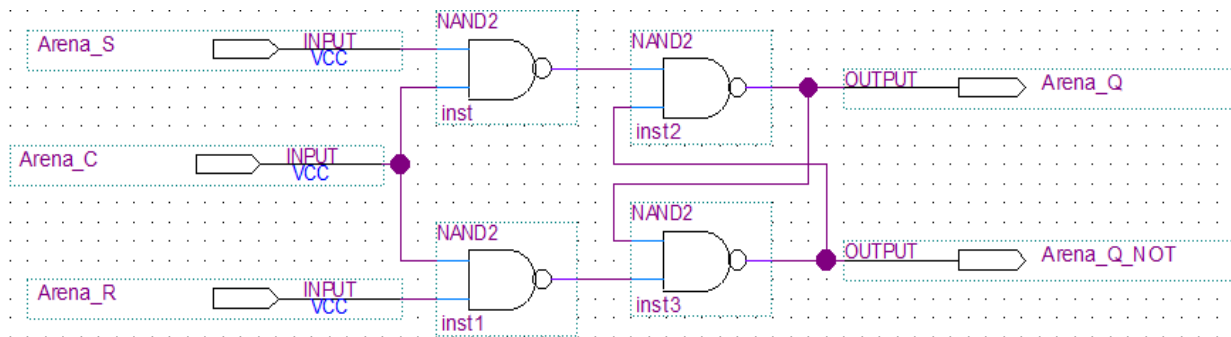 Arena_S
INPUT
VCC
NAND2
inst
NAND2
inst2
OUTPUT
Arena_Q
Arena_C
INPUT
VCC
Arena_R
INPUT
VCC
NAND2
inst1
NAND2
inst3
OUTPUT
Arena_Q_NOT